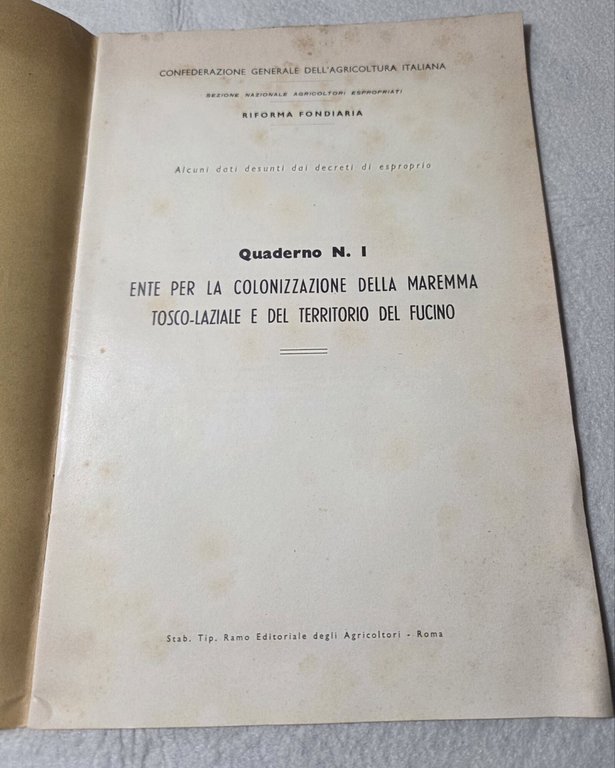 CONFEDERAZIONE GENERALE DELL'AGRICOLTURA ITALIANA
SEZIONE NAZIONALE AGRICOLTORI ESPROPRIATI
RIFORMA FONDIARIA
Alcuni dati desunti dai decreti di esproprio
Quaderno N. I
ENTE PER LA COLONIZZAZIONE DELLA MAREMMA
TOSCO-LAZIALE E DEL TERRITORIO DEL FUCINO
Stab. Tip. Ramo Editoriale degli Agricoltori - Roma